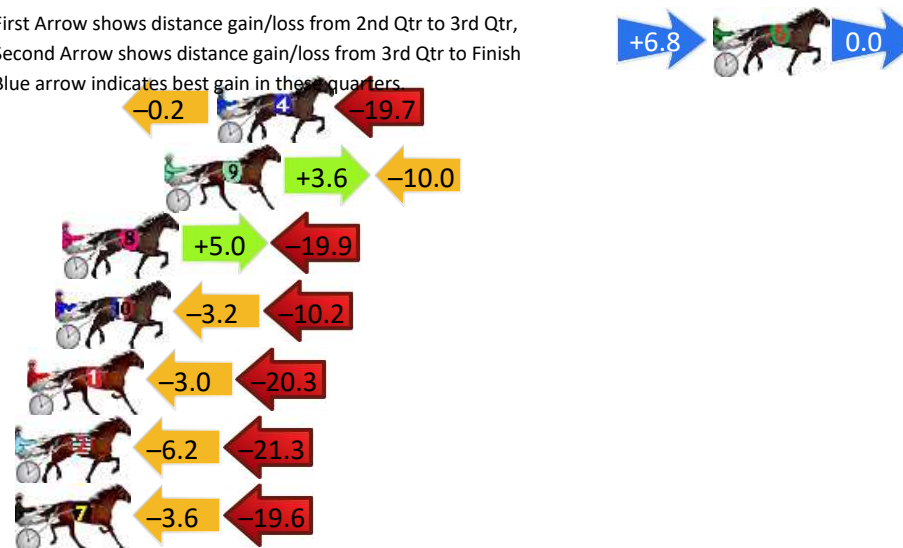 First Arrow shows distance gain/loss from 2nd Qtr to 3rd Qtr,
+6.8 5 0.0
Second Arrow shows distance gain/loss from 3rd Qtr to Finish
Blue arrow indicates best gain in these quarters.
−0.2 4 −19.7
9 +3.6 −10.0
8 +5.0 −19.9
10 −3.2 −10.2
1 −3.0 −20.3
−6.2 −21.3
7 −3.6 −19.6